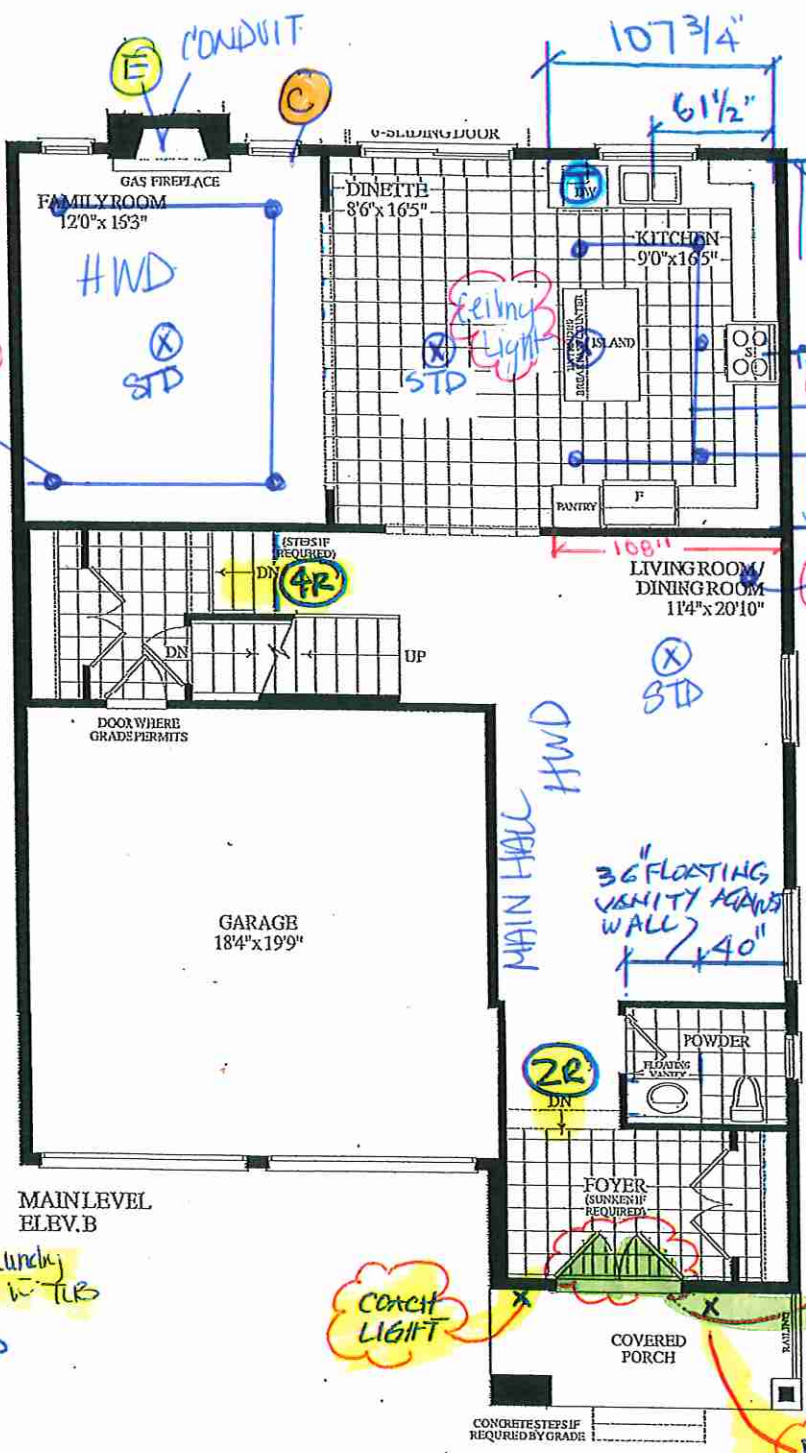 E
CONDUIT
C
107 3/4"
61 1/2"
6-SLIDING DOOR
GAS FIREPLACE
FAMILY ROOM
12'0" x 15'3"
HWD
X
STD
DINETTE
8'6" x 16'5"
DW
KITCHEN
9'0" x 16'5"
Ceiling
Light
X
ISLAND
BREAKFAST COUNTER
S
X
STD
PANTRY
F
108"
(STEPS IF
REQUIRED)
DN
4R
LIVING ROOM/
DINING ROOM
11'4" x 20'10"
DN
UP
X
STD
DOOR WHERE
GRADE PERMITS
MAIN HALL
HWD
36" FLOATING
VANITY AGAINST
WALL
40"
GARAGE
18'4" x 19'9"
POWDER
FLOATING
VANITY
2R
DN
FOYER
(SUNKEN IF
REQUIRED)
MAIN LEVEL
ELEV. B
COACH
LIGHT
X
X
COVERED
PORCH
RAILING
CONCRETE STEPS IF
REQUIRED BY GRADE